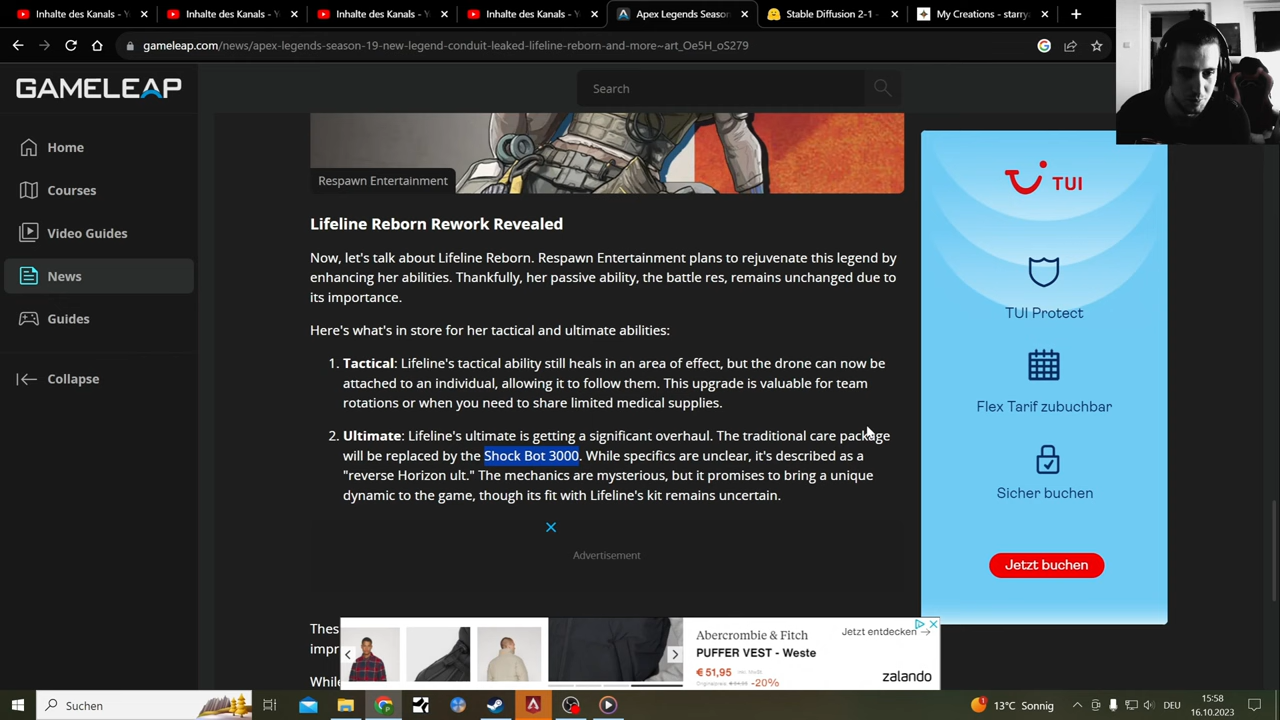 Inhalte des Kanals - Y
Inhalte des Kanals - Y
Inhalte des Kanals - Y
Inhalte des Kanals - Y
Apex Legends Season
Stable Diffusion 2-1 -
My Creations - starry
gameleap.com/news/apex-legends-season-19-new-legend-conduit-leaked-lifeline-reborn-and-more~art_Oe5H_oS279
GAMELEAP
Search
Home
Courses
Video Guides
News
Guides
Collapse
Respawn Entertainment
Lifeline Reborn Rework Revealed
Now, let's talk about Lifeline Reborn. Respawn Entertainment plans to rejuvenate this legend by
enhancing her abilities. Thankfully, her passive ability, the battle res, remains unchanged due to
its importance.
Here's what's in store for her tactical and ultimate abilities:
1. Tactical: Lifeline's tactical ability still heals in an area of effect, but the drone can now be
attached to an individual, allowing it to follow them. This upgrade is valuable for team
rotations or when you need to share limited medical supplies.
2. Ultimate: Lifeline's ultimate is getting a significant overhaul. The traditional care package
will be replaced by the Shock Bot 3000. While specifics are unclear, it's described as a
"reverse Horizon ult." The mechanics are mysterious, but it promises to bring a unique
dynamic to the game, though its fit with Lifeline's kit remains uncertain.
Advertisement
Thes
impr
While
TUI
TUI Protect
Flex Tarif zubuchbar
Sicher buchen
Jetzt buchen
Abercrombie & Fitch
Jetzt entdecken
PUFFER VEST - Weste
€ 51,95
-20%
zalando
Suchen
13°C Sonnig
DEU
15:58
16.10.2023